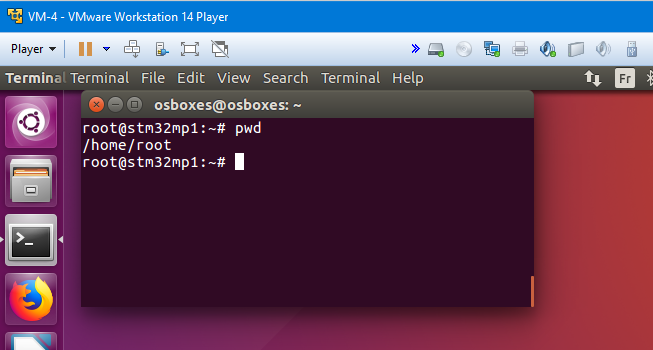 VM-4 - VMware Workstation 14 Player
Player
Terminal Terminal File Edit View Search Terminal Help Fr
osboxes@osboxes: ~
root@stm32mp1:~# pwd
/home/root
root@stm32mp1:~#